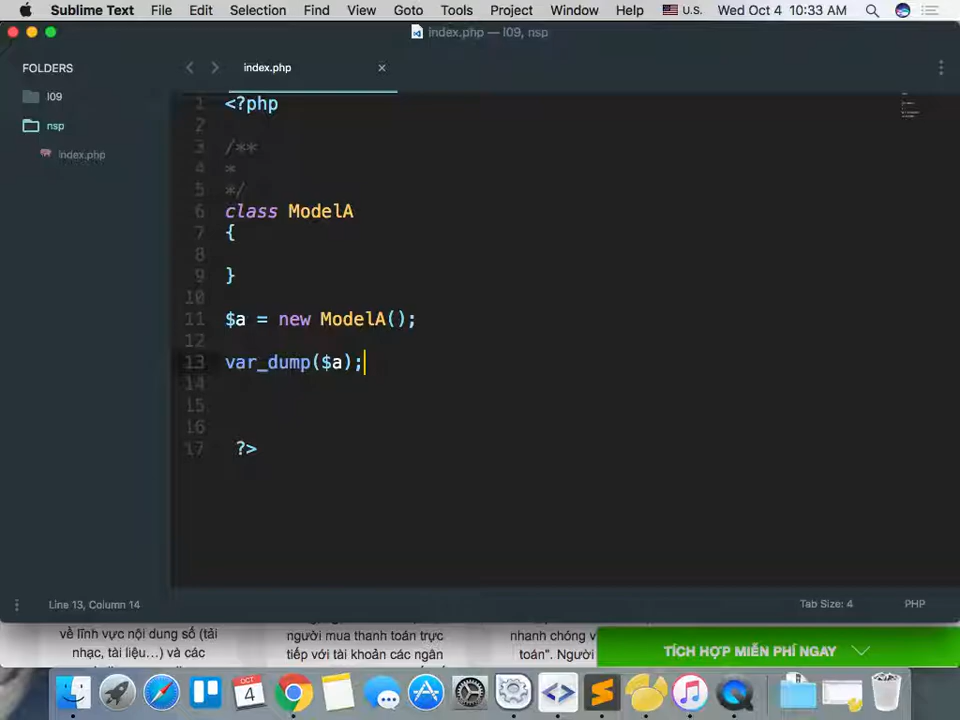 Sublime Text File Edit Selection Find View Goto Tools Project Window Help U.S. Wed Oct 4 10:33 AM
index.php — l09, nsp
FOLDERS
l09
nsp
index.php
index.php
1 <?php
2
3 /**
4 *
5 */
6 class ModelA
7 {
8
9 }
10
11 $a = new ModelA();
12
13 var_dump($a);
14
15
16
17 ?>
Line 13, Column 14 Tab Size: 4 PHP
về lĩnh vực nội dung số (tải
nhạc, tài liệu...) và các
người mua thanh toán trực
tiếp với tài khoản các ngân
nhanh chóng v
toán". Người
TÍCH HỢP MIỄN PHÍ NGAY
OCT
4